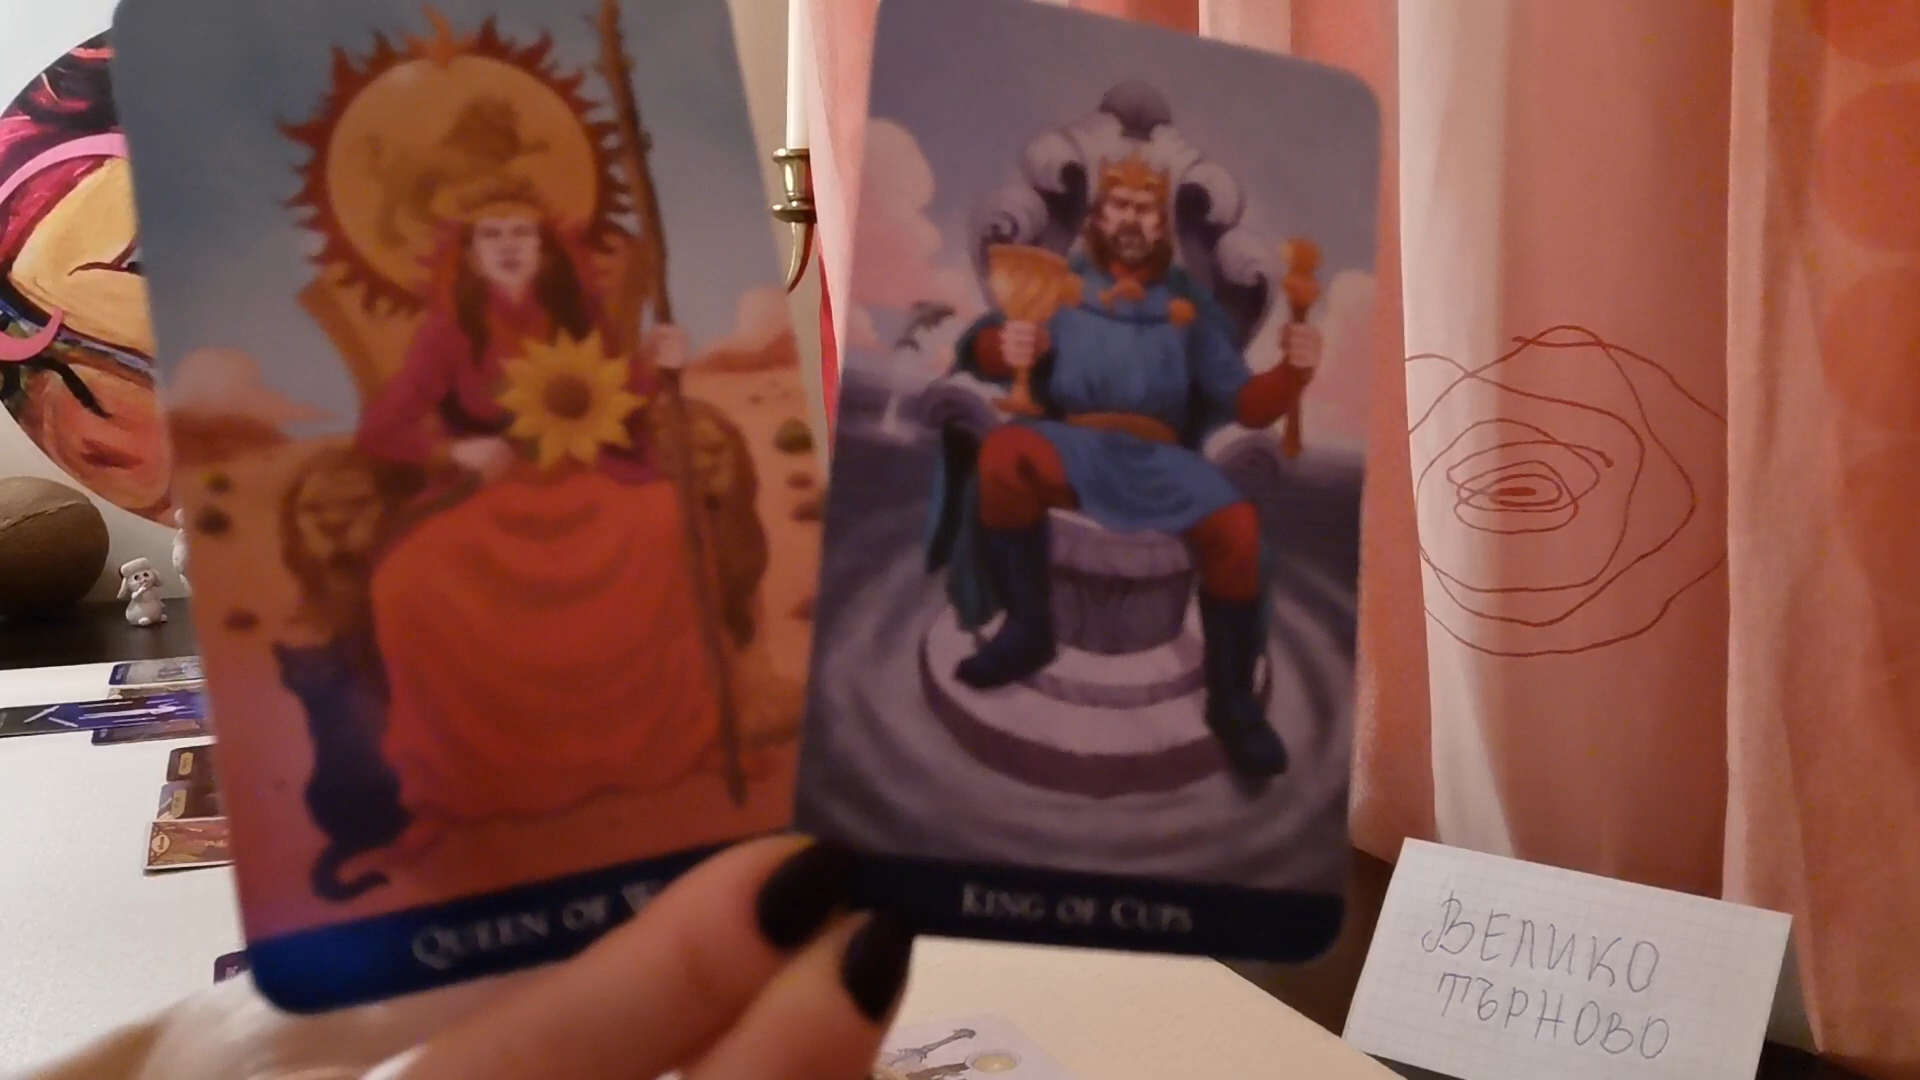 QUEEN OF
KING OF CUPS
ВЕЛИКО
ТЪРНОВО